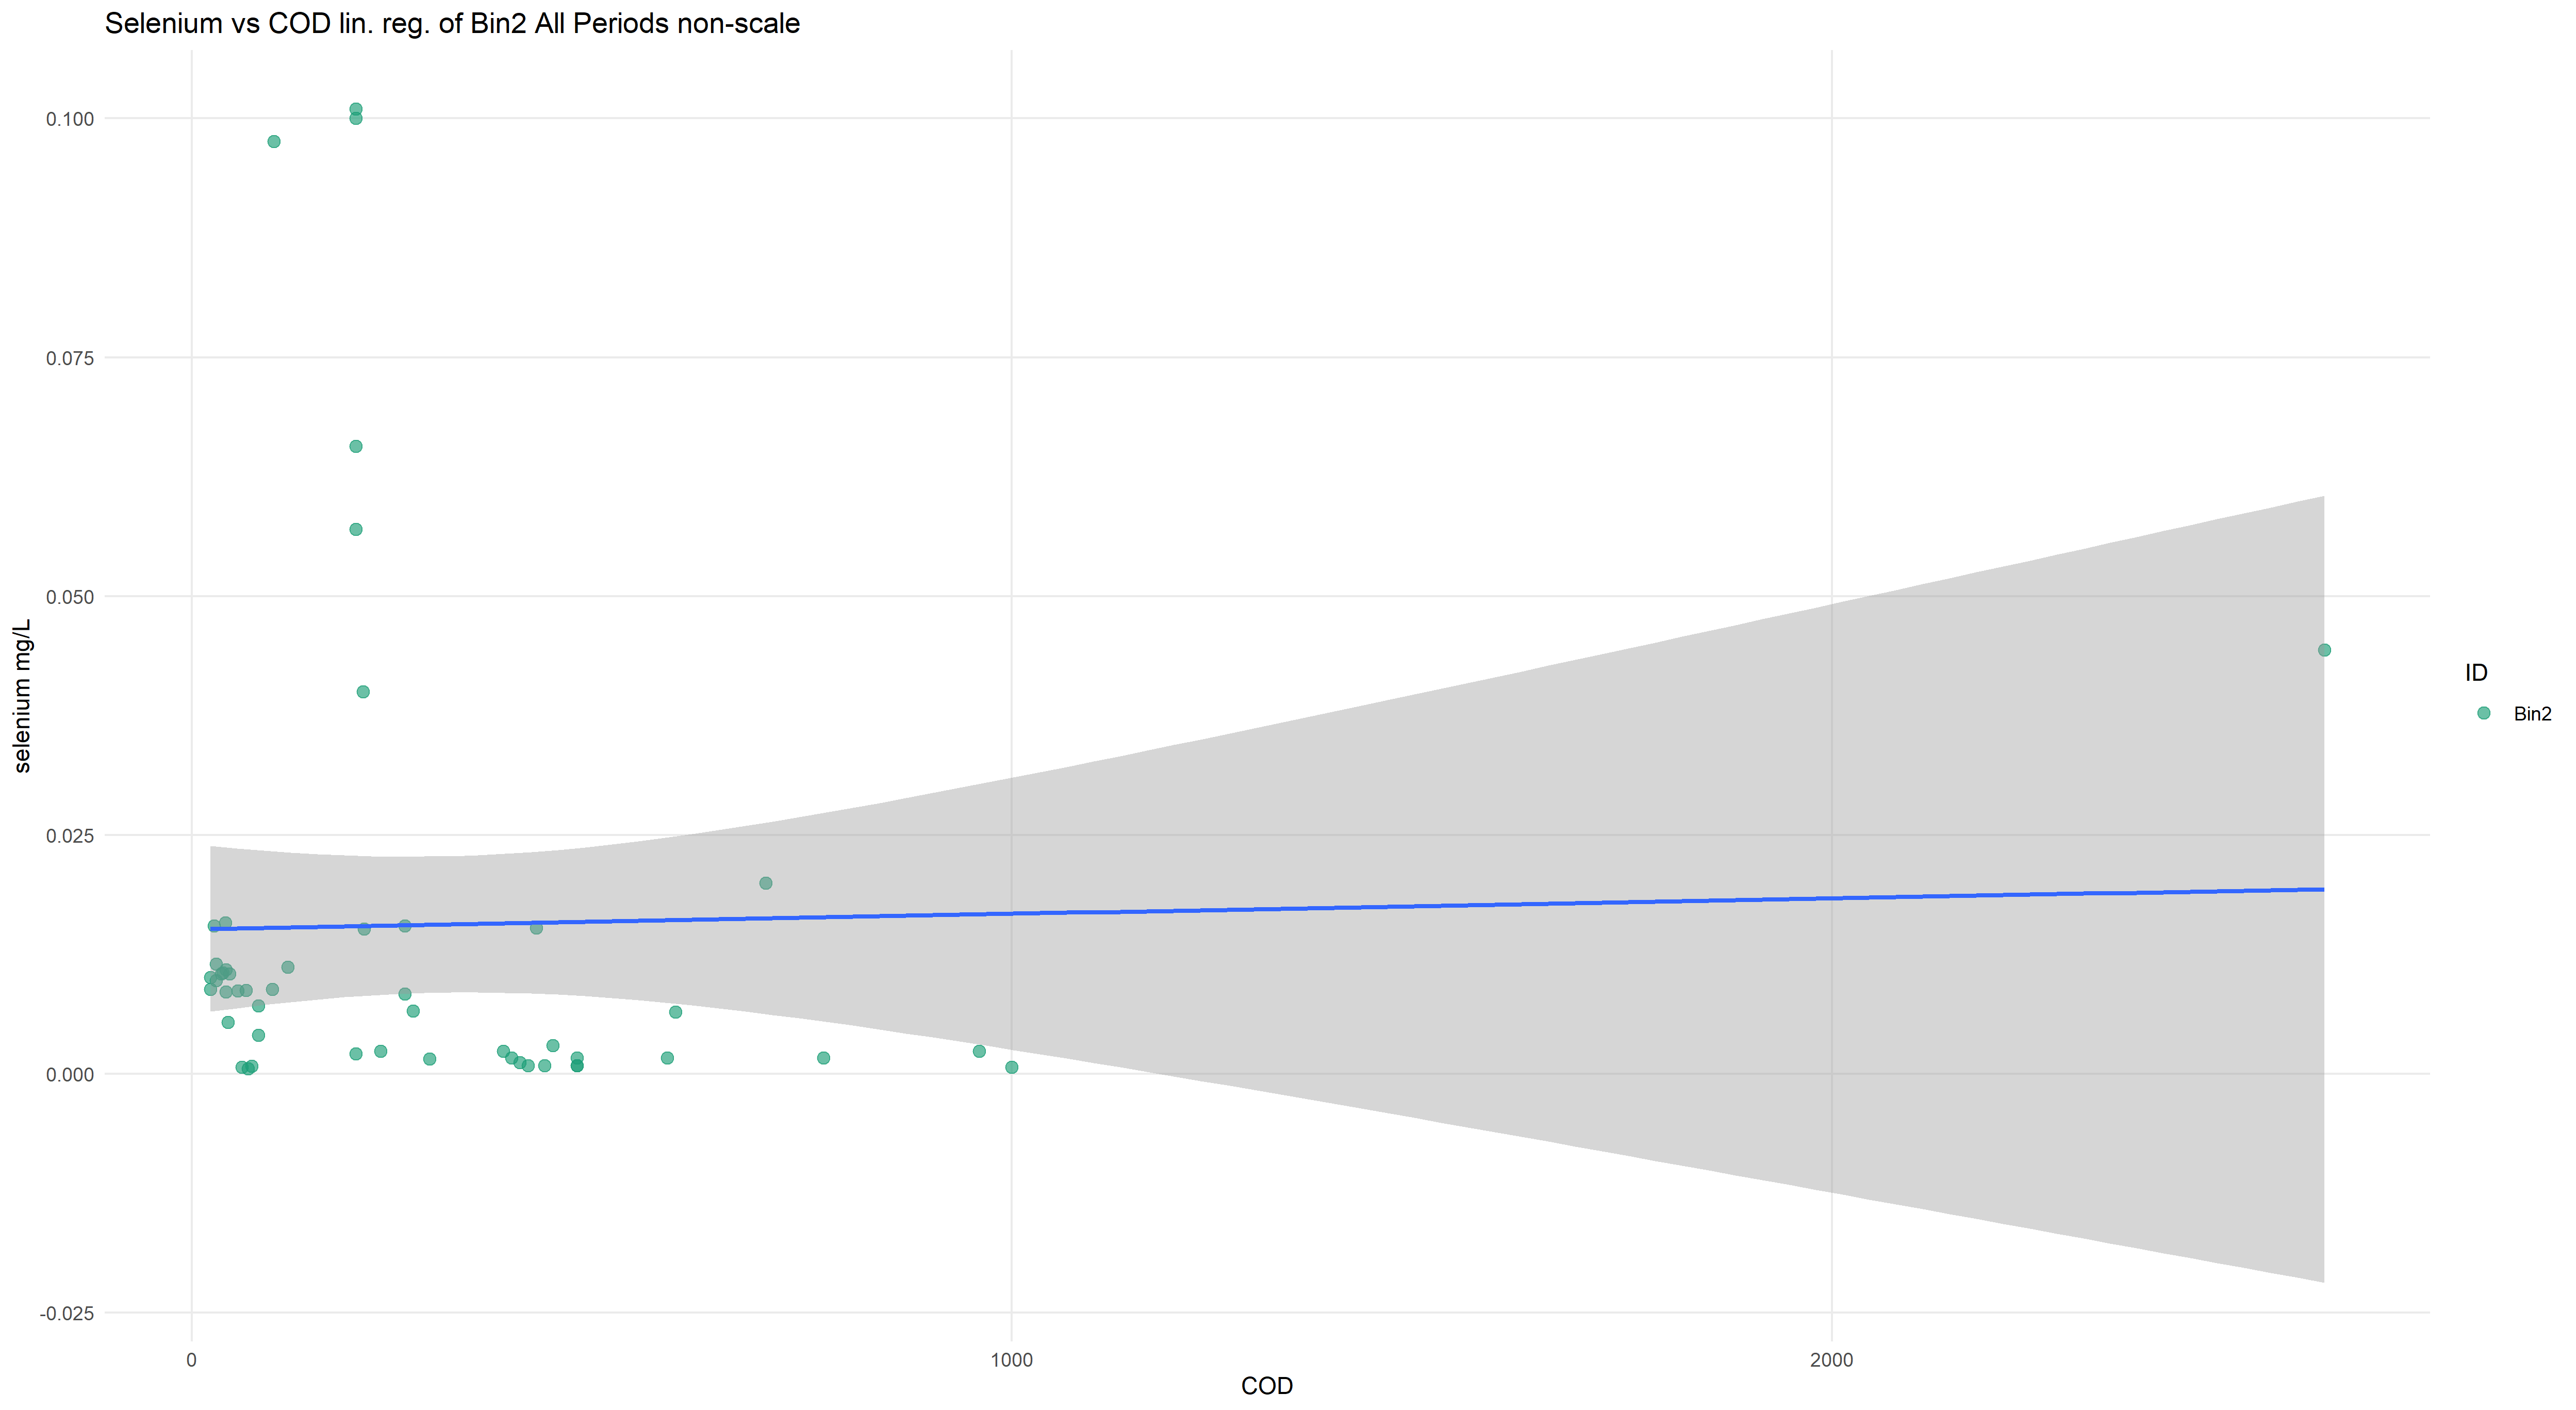 Selenium vs COD lin. reg. of Bin2 All Periods non-scale
0.100
0.075
0.050
0.025
0.000
-0.025
selenium mg/L
0 1000 2000
COD
ID
Bin2